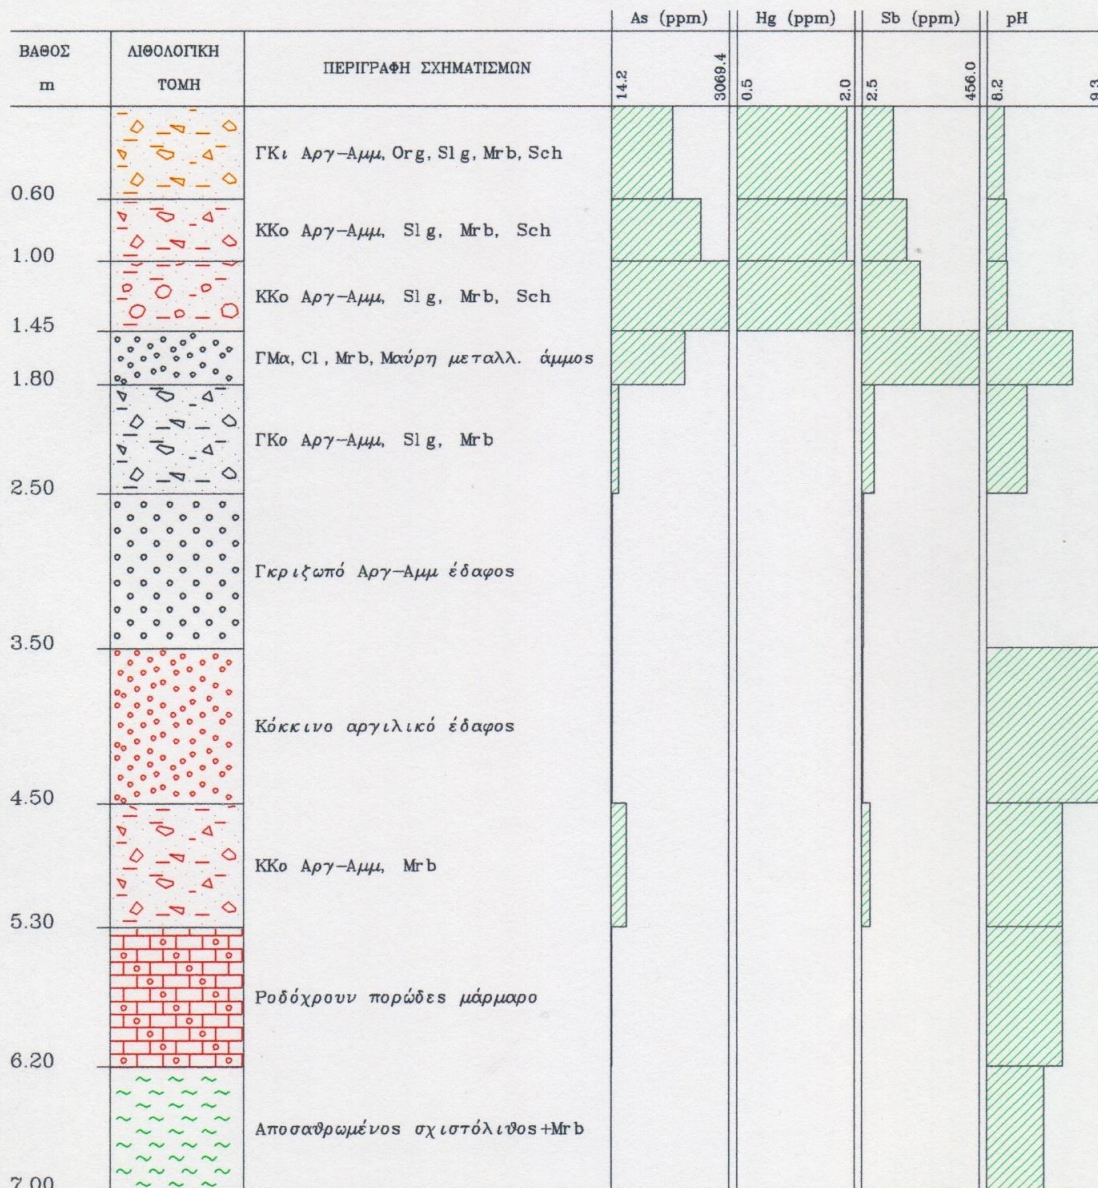 As (ppm) Hg (ppm) Sb (ppm) pH
ΒΑΘΟΣ ΛΙΘΟΛΟΓΙΚΗ ΠΕΡΙΓΡΑΦΗ ΣΧΗΜΑΤΙΣΜΩΝ
m ΤΟΜΗ
14.2 3069.4 0.5 2.0 2.5 456.0 8.2 9.3
ΓΚι Αργ-Αμμ, Org, Slg, Mrb, Sch
0.60
ΚΚο Αργ-Αμμ, Slg, Mrb, Sch
1.00
ΚΚο Αργ-Αμμ, Slg, Mrb, Sch
1.45
ΓΜα, Cl, Mrb, Μαύρη μεταλλ. άμμος
1.80
ΓΚο Αργ-Αμμ, Slg, Mrb
2.50
Γκριζωπό Αργ-Αμμ έδαφος
3.50
Κόκκινο αργιλικό έδαφος
4.50
ΚΚο Αργ-Αμμ, Mrb
5.30
Ροδόχρουν πορώδες μάρμαρο
6.20
Αποσαθρωμένος σχιστόλιθος+Mrb
7.00